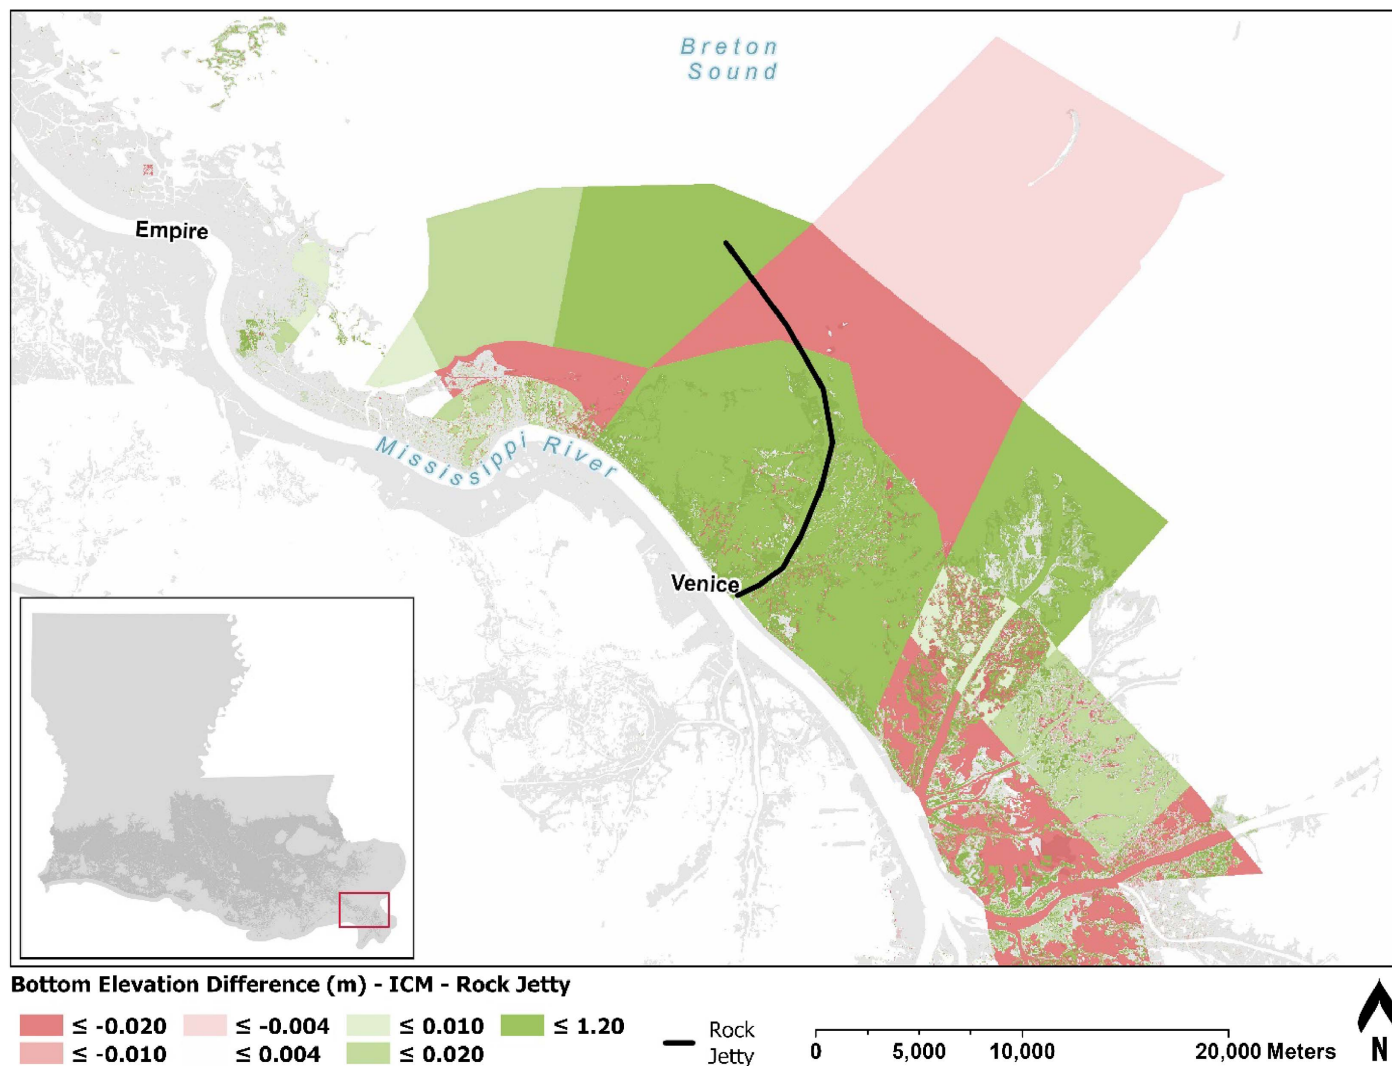 Breton
Sound
Empire
Mississippi River
Venice
Bottom Elevation Difference (m) - ICM - Rock Jetty
≤ -0.020
≤ -0.004
≤ 0.010
≤ 1.20
≤ -0.010
≤ 0.004
≤ 0.020
Rock
Jetty
0 5,000 10,000 20,000 Meters
N